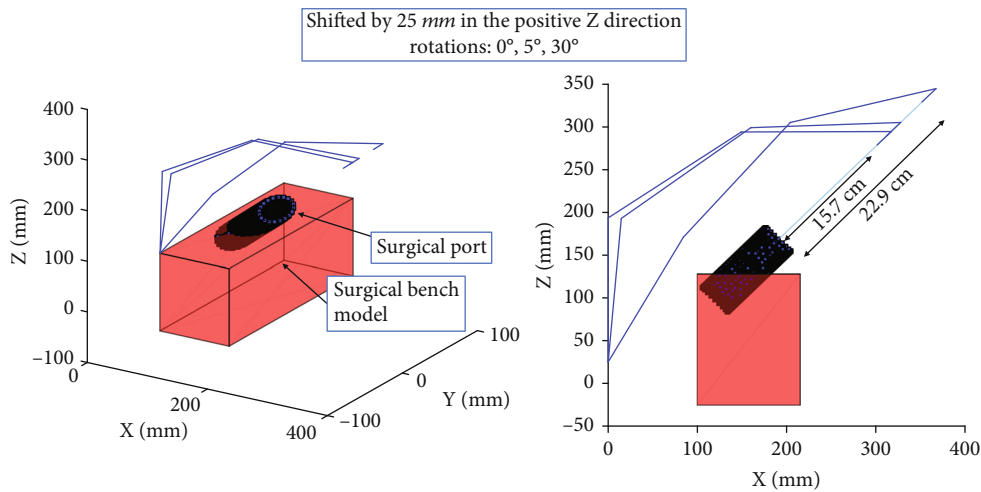 Shifted by 25 mm in the positive Z direction
rotations: 0°, 5°, 30°
400
300
200
100
0
−100
Z (mm)
0
200
400
X (mm)
−100
0
100
Y (mm)
Surgical port
Surgical bench
model
350
300
250
200
150
100
50
0
−50
Z (mm)
0
100
200
300
400
X (mm)
15.7 cm
22.9 cm